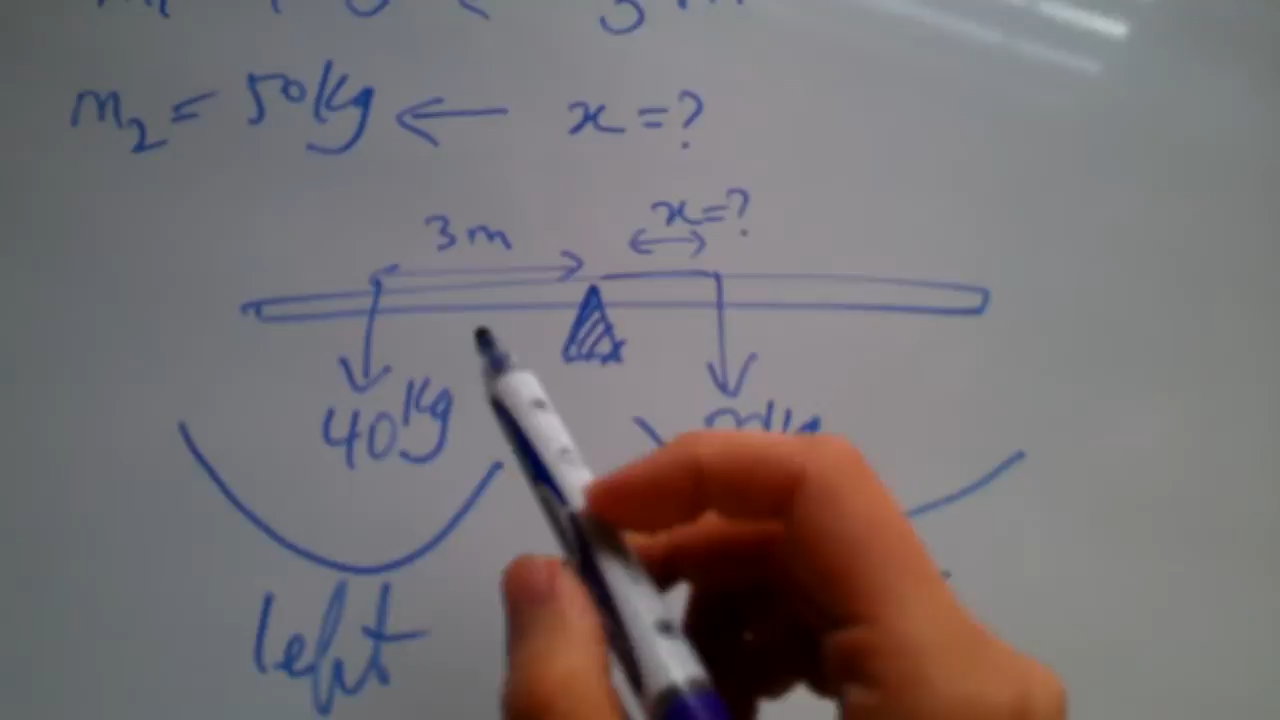 m₂ = 50kg ← x = ?
3m x=?
40kg
left